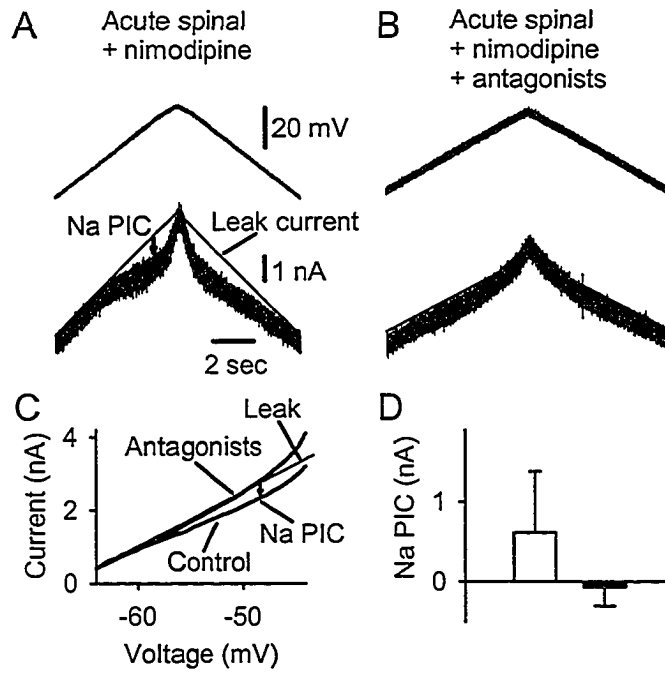 A
Acute spinal
+ nimodipine
20 mV
Na PIC
Leak current
1 nA
2 sec
B
Acute spinal
+ nimodipine
+ antagonists
C
Current (nA)
4
2
0
Antagonists
Leak
Control
Na PIC
-60
-50
Voltage (mV)
D
Na PIC (nA)
1
0